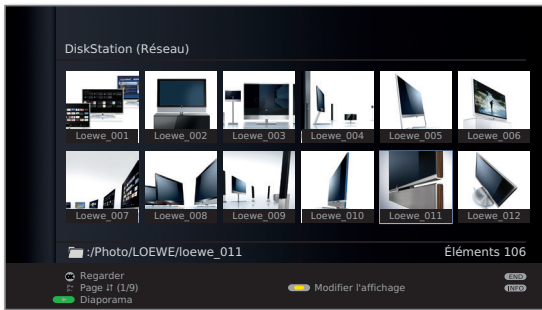 DiskStation (Réseau)
Loewe_001 Loewe_002 Loewe_003 Loewe_004 Loewe_005 Loewe_006
Loewe_007 Loewe_008 Loewe_009 Loewe_010 Loewe_011 Loewe_012
:/Photo/LOEWE/loewe_011 Éléments 106
OK Regarder END
P+ P- Page ↓↑ (1/9) Modifier l'affichage INFO
Diaporama